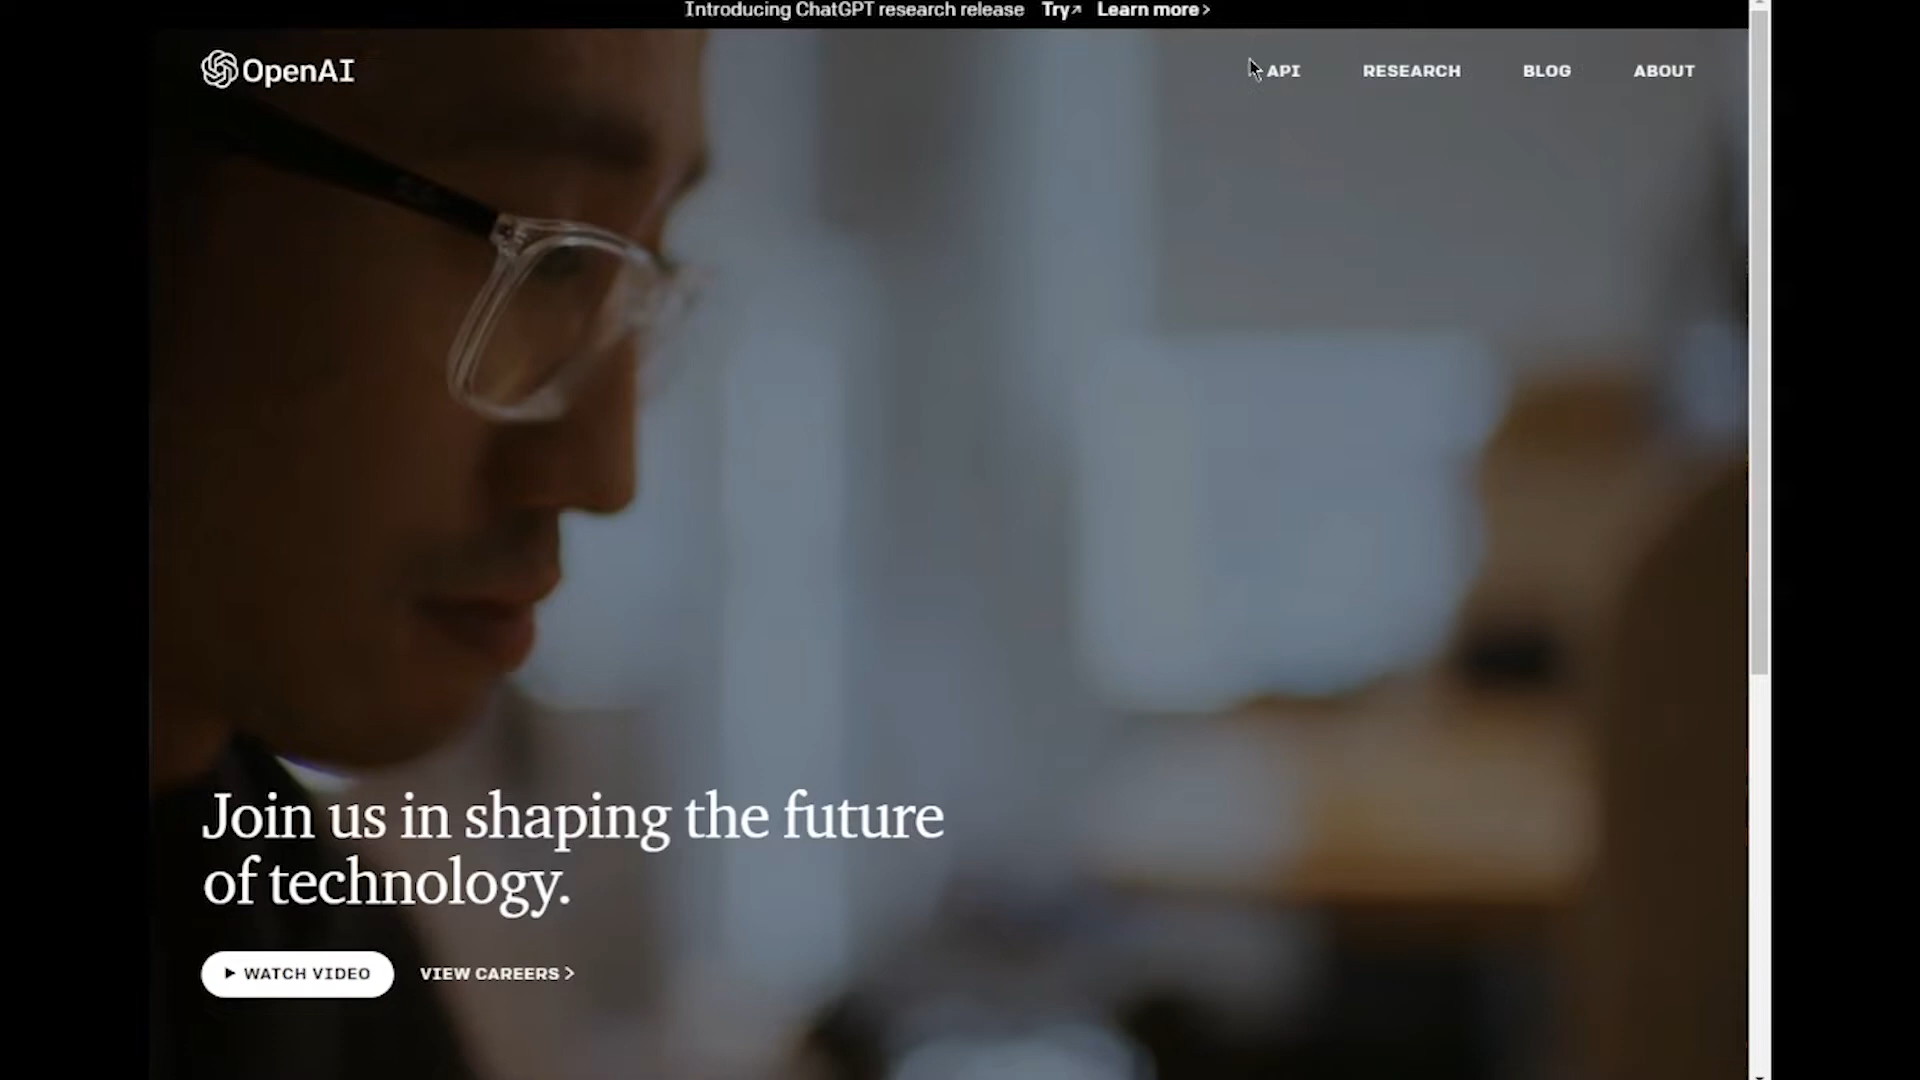 Introducing ChatGPT research release Try↗ Learn more >
OpenAI
API RESEARCH BLOG ABOUT
Join us in shaping the future
of technology.
WATCH VIDEO VIEW CAREERS >